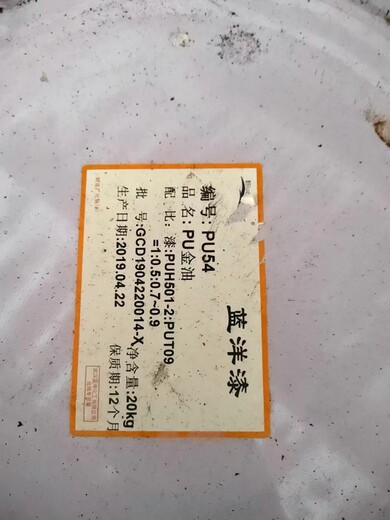 蓝洋漆
编号:PU54
品名:PU金油
配比:漆:PUH501-2:PUT09
=1:0.5:0.7~0.9
批号:GCD1904220014-X净含量:20kg
生产日期:2019.04.22 保质期:12个月